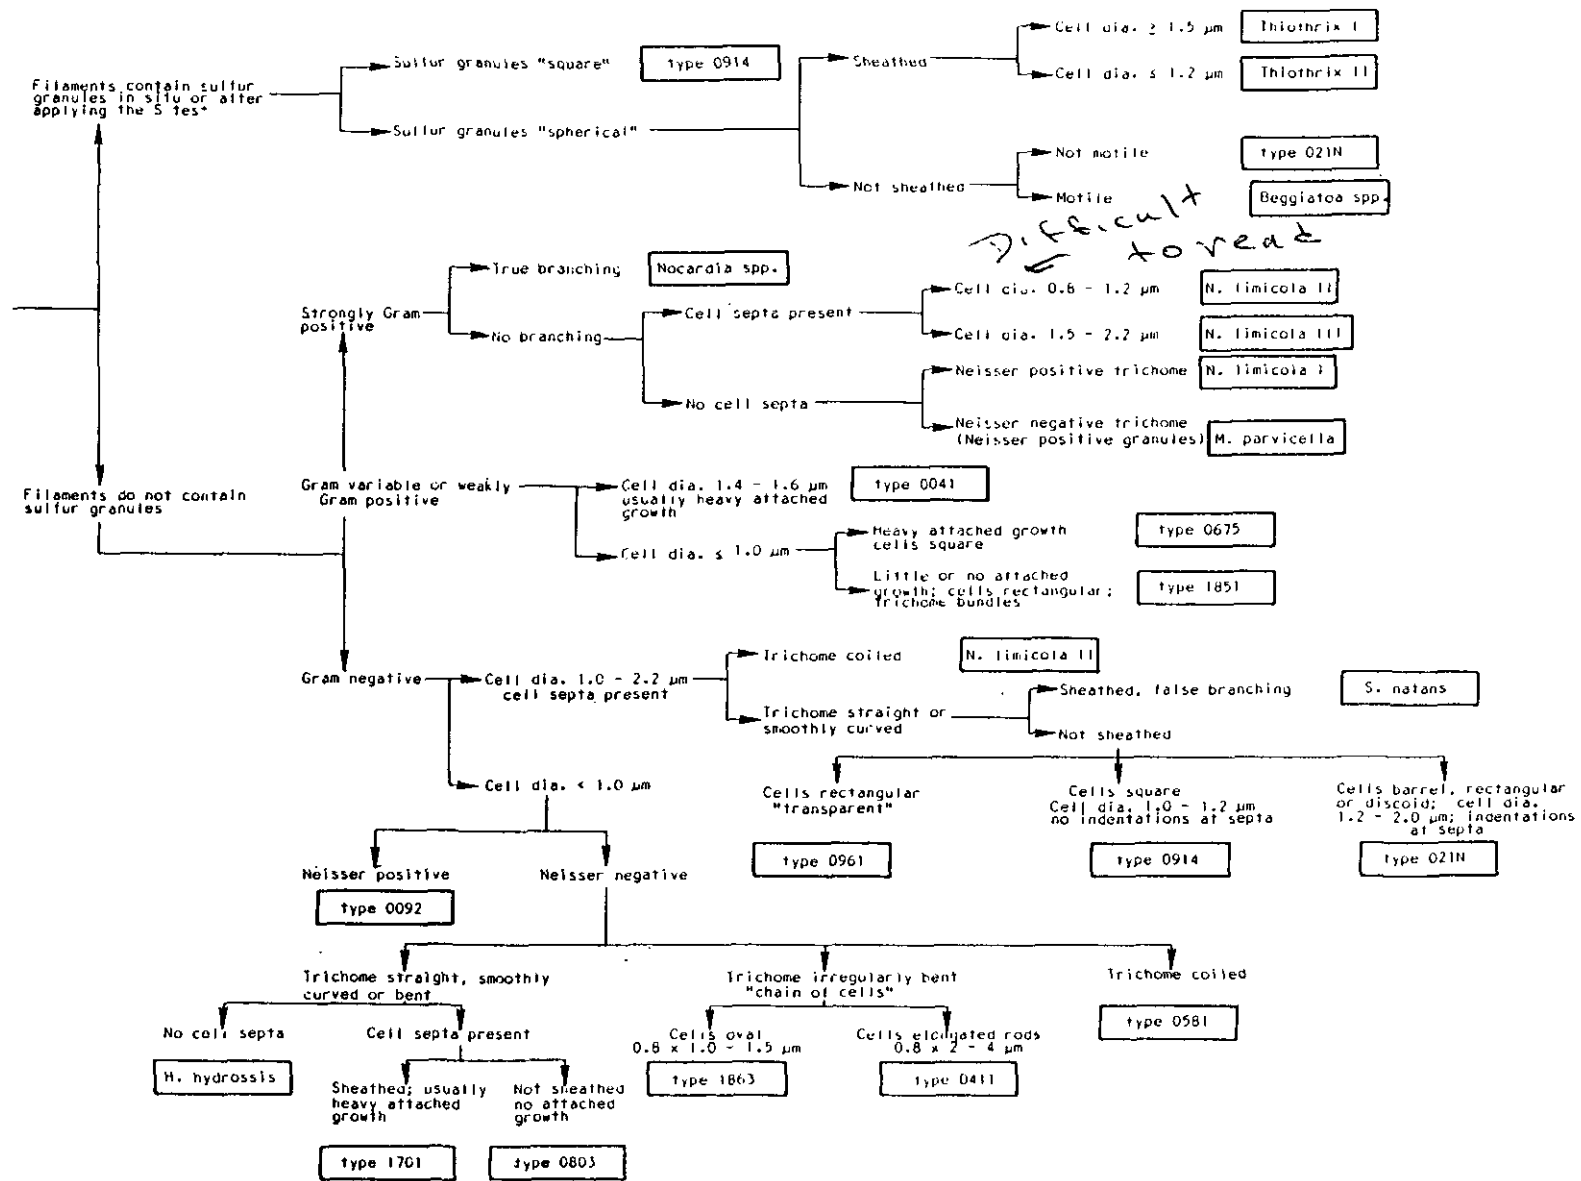 Cell dia. ≥ 1.5 µm
Thiothrix I
Sulfur granules "square"
type 0914
Sheathed
Filaments contain sulfur
granules in situ or after
applying the S test
Cell dia. ≤ 1.2 µm
Thiothrix II
Sulfur granules "spherical"
Not motile
type 021N
Not sheathed
Motile
Beggiatoa spp.
Difficult
to read
True branching
Nocardia spp.
Strongly Gram
positive
No branching
Cell septa present
Cell dia. 0.8 - 1.2 µm
N. limicola II
Cell dia. 1.5 - 2.2 µm
N. limicola III
No cell septa
Neisser positive trichome
N. limicola I
Neisser negative trichome
(Neisser positive granules)
M. parvicella
Filaments do not contain
sulfur granules
Gram variable or weakly
Gram positive
Cell dia. 1.4 - 1.6 µm
usually heavy attached
growth
type 0041
Cell dia. ≤ 1.0 µm
Heavy attached growth
cells square
type 0675
Little or no attached
growth; cells rectangular;
trichome bundles
type 1851
Gram negative
Cell dia. 1.0 - 2.2 µm
cell septa present
Trichome coiled
N. limicola II
Trichome straight or
smoothly curved
Sheathed, false branching
S. natans
Not sheathed
Cell dia. < 1.0 µm
Cells rectangular
"transparent"
type 0961
Cells square
Cell dia. 1.0 - 1.2 µm
no indentations at septa
type 0914
Cells barrel, rectangular
or discoid; cell dia.
1.2 - 2.0 µm; indentations
at septa
type 021N
Neisser positive
type 0092
Neisser negative
Trichome straight, smoothly
curved or bent
Trichome irregularly bent
"chain of cells"
Trichome coiled
type 0581
No cell septa
H. hydrossis
Cell septa present
Sheathed; usually
heavy attached
growth
type 1701
Not sheathed
no attached
growth
type 0803
Cells oval
0.8 x 1.0 - 1.5 µm
type 1863
Cells elongated rods
0.8 x 2 - 4 µm
type 0411